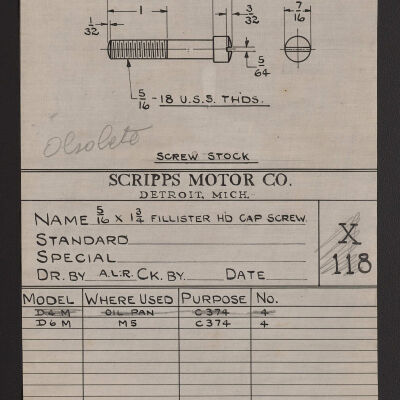 1
3/32
7/16
1/32
5/64
5/16 - 18 U.S.S. THDS.
Obsolete
SCREW STOCK
SCRIPPS MOTOR CO.
DETROIT, MICH.
NAME 5/16 X 1 3/4 FILLISTER HD CAP SCREW
STANDARD
SPECIAL
DR. BY A.L.R. CK. BY. DATE
X
118
MODEL WHERE USED PURPOSE NO.
D4M OIL PAN C374 4
D6M M5 C374 4